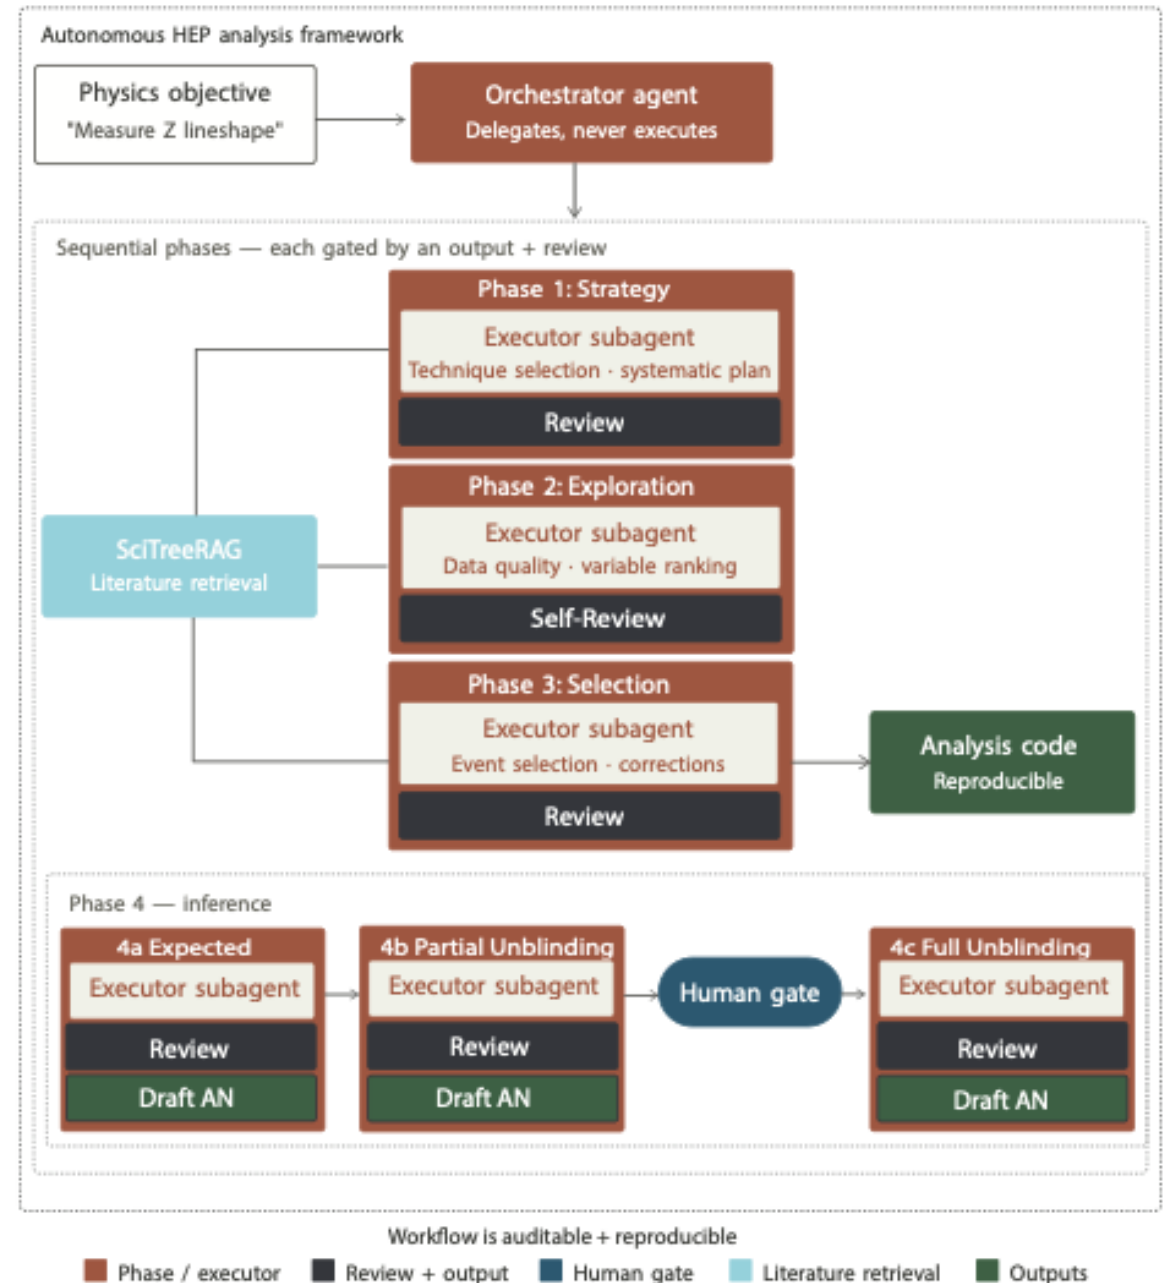 Autonomous HEP analysis framework
Physics objective
"Measure Z lineshape"
Orchestrator agent
Delegates, never executes
Sequential phases — each gated by an output + review
Phase 1: Strategy
Executor subagent
Technique selection · systematic plan
Review
Phase 2: Exploration
Executor subagent
Data quality · variable ranking
Self-Review
SciTreeRAG
Literature retrieval
Phase 3: Selection
Executor subagent
Event selection · corrections
Review
Analysis code
Reproducible
Phase 4 — inference
4a Expected
Executor subagent
Review
Draft AN
4b Partial Unblinding
Executor subagent
Review
Draft AN
Human gate
4c Full Unblinding
Executor subagent
Review
Draft AN
Workflow is auditable + reproducible
Phase / executor
Review + output
Human gate
Literature retrieval
Outputs